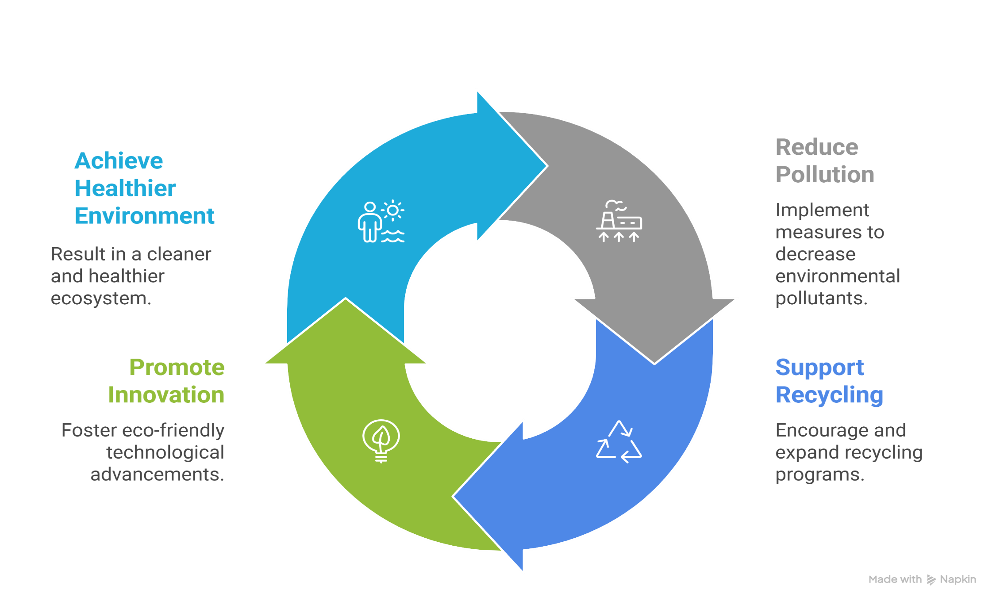 Achieve
Healthier
Environment
Result in a cleaner
and healthier
ecosystem.
Reduce
Pollution
Implement
measures to
decrease
environmental
pollutants.
Promote
Innovation
Foster eco-friendly
technological
advancements.
Support
Recycling
Encourage and
expand recycling
programs.
Made with Napkin